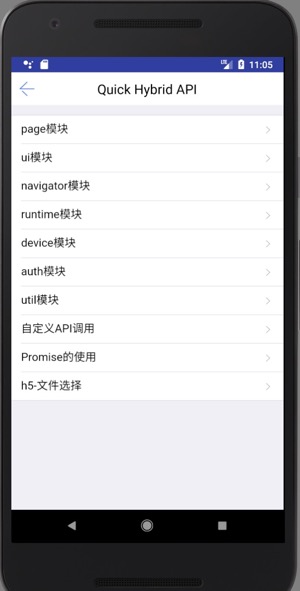 11:05
Quick Hybrid API
page模块
ui模块
navigator模块
runtime模块
device模块
auth模块
util模块
自定义API调用
Promise的使用
h5-文件选择